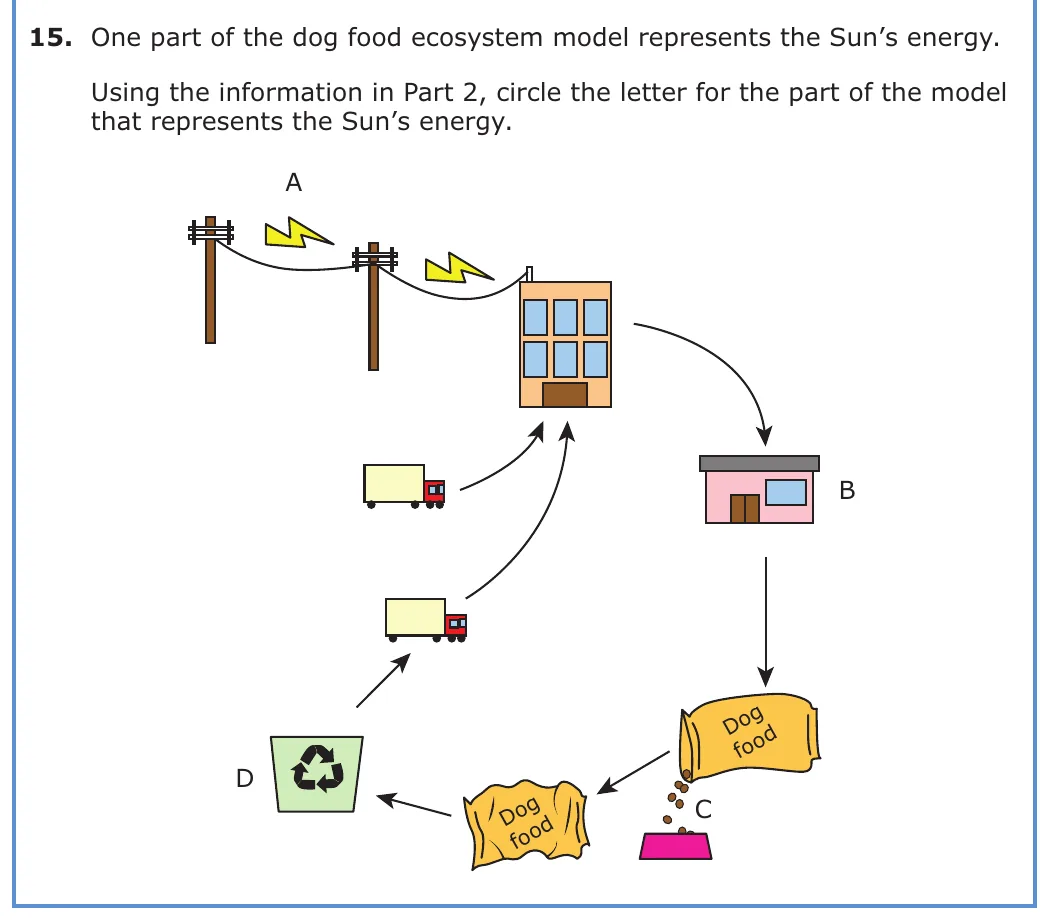 15. One part of the dog food ecosystem model represents the Sun’s energy.
Using the information in Part 2, circle the letter for the part of the model
that represents the Sun’s energy.
A
B
Dog
food
C
D
Dog
food